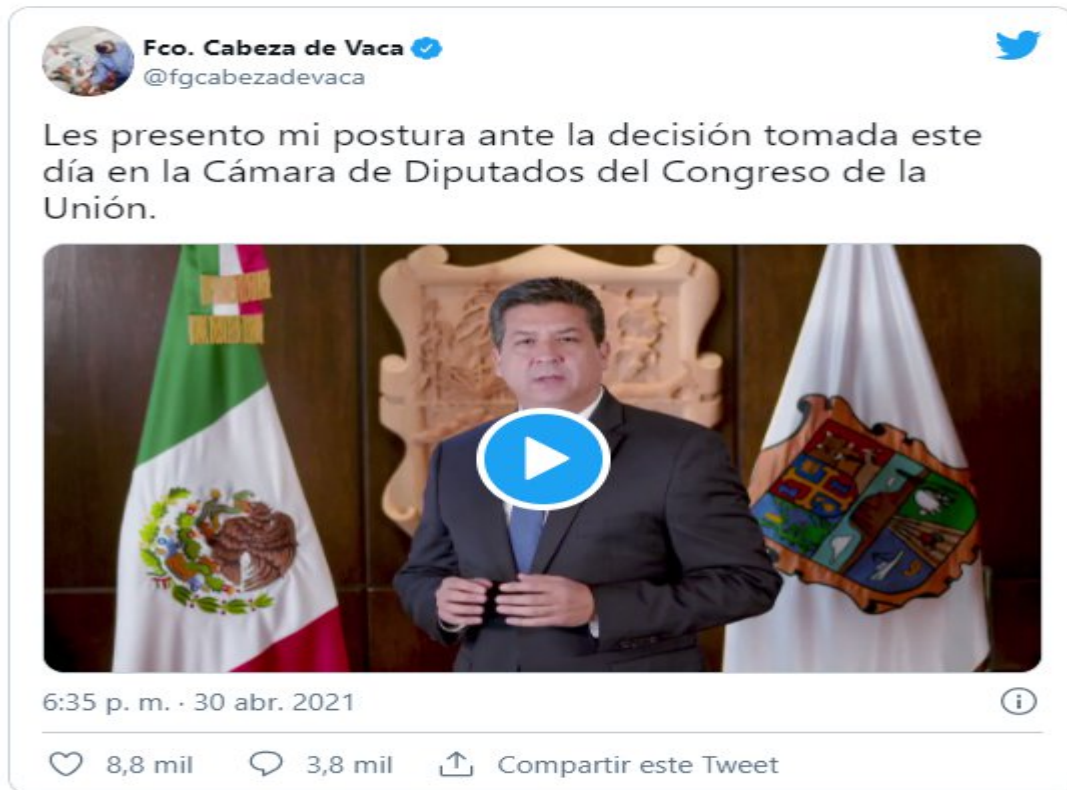 Fco. Cabeza de Vaca
@fgcabezadevaca
Les presento mi postura ante la decisión tomada este
día en la Cámara de Diputados del Congreso de la
Unión.
6:35 p. m. · 30 abr. 2021
8,8 mil 3,8 mil Compartir este Tweet